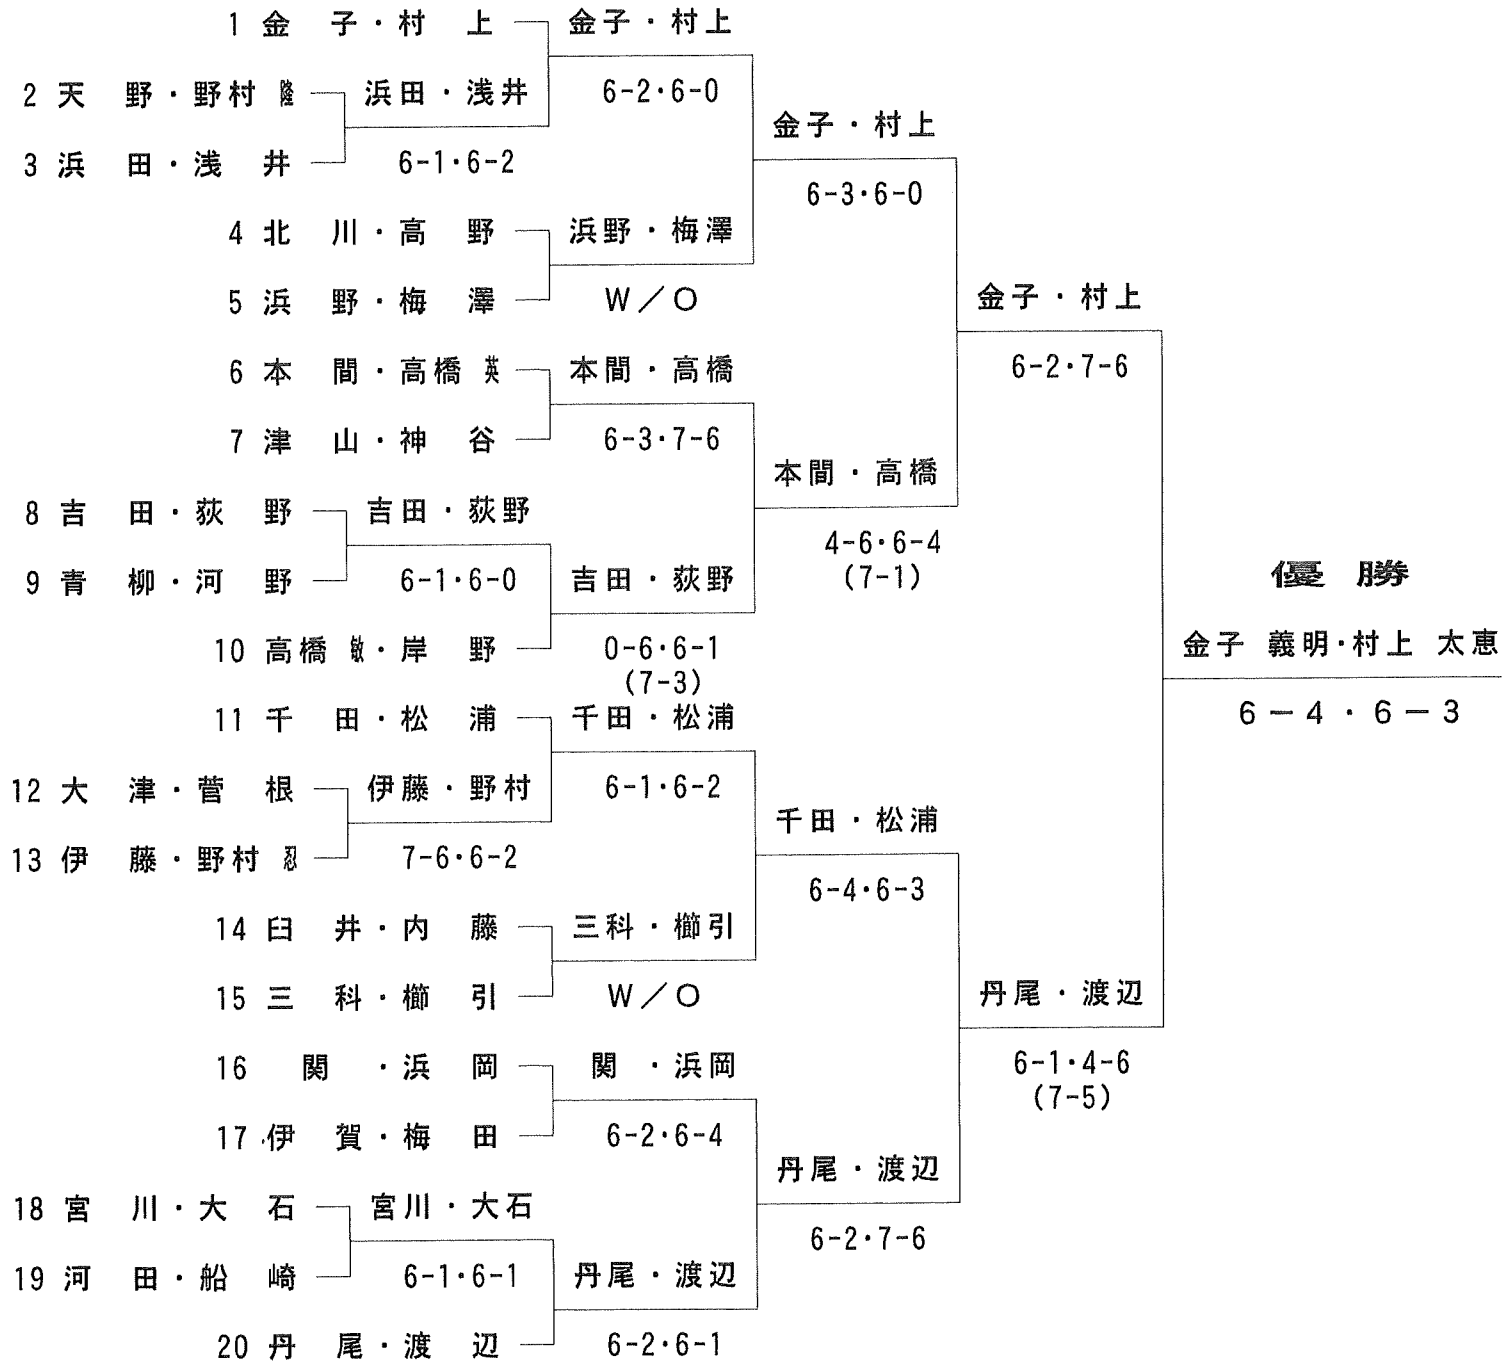 1 金 子・村 上 金子・村上
2 天 野・野村 隆 浜田・浅井 6-2・6-0
金子・村上
3 浜 田・浅 井 6-1・6-2
6-3・6-0
4 北 川・高 野 浜野・梅澤
5 浜 野・梅 澤 W/O
金子・村上
6 本 間・高橋 英 本間・高橋
6-2・7-6
7 津 山・神 谷 6-3・7-6
本間・高橋
8 吉 田・荻 野 吉田・荻野
4-6・6-4
(7-1)
9 青 柳・河 野 6-1・6-0 吉田・荻野
優 勝
10 高橋 敏・岸 野 0-6・6-1
(7-3)
金子 義明・村上 太恵
6-4・6-3
11 千 田・松 浦 千田・松浦
12 大 津・菅 根 伊藤・野村 6-1・6-2
千田・松浦
13 伊 藤・野村 忍 7-6・6-2
6-4・6-3
14 臼 井・内 藤 三科・櫛引
15 三 科・櫛 引 W/O
丹尾・渡辺
16 関 ・浜 岡 関 ・浜岡
6-1・4-6
(7-5)
17 伊 賀・梅 田 6-2・6-4
丹尾・渡辺
18 宮 川・大 石 宮川・大石
6-2・7-6
19 河 田・船 崎 6-1・6-1 丹尾・渡辺
20 丹 尾・渡 辺 6-2・6-1